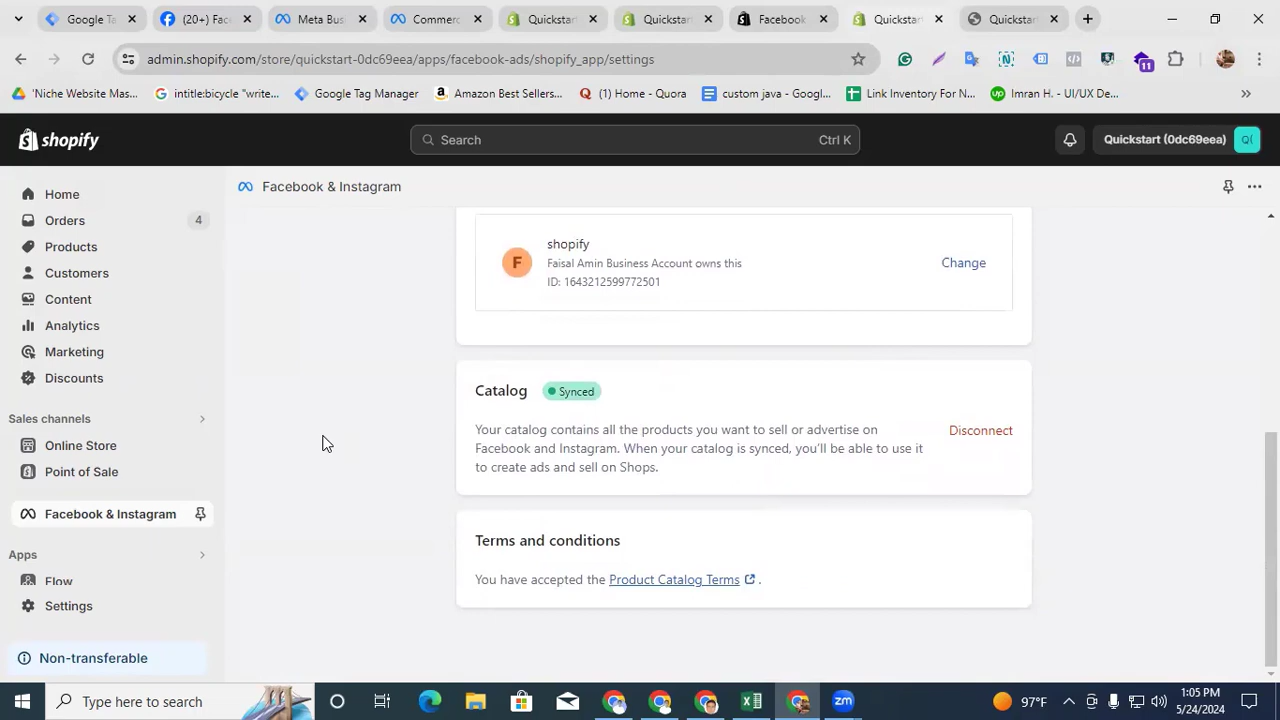 Google Ta
(20+) Face
Meta Bus
Commerc
Quickstar
Quickstar
Facebook
Quickstar
Quickstar
admin.shopify.com/store/quickstart-0dc69eea/apps/facebook-ads/shopify_app/settings
11
'Niche Website Mas...
intitle:bicycle "write...
Google Tag Manager
Amazon Best Sellers...
(1) Home - Quora
custom java - Googl...
Link Inventory For N...
Imran H. - UI/UX De...
shopify
Search
Ctrl K
Quickstart (0dc69eea)
Q(
Home
Orders
4
Products
Customers
Content
Analytics
Marketing
Discounts
Sales channels
Online Store
Point of Sale
Facebook & Instagram
Apps
Flow
Settings
Non-transferable
Facebook & Instagram
F
shopify
Faisal Amin Business Account owns this
ID: 1643212599772501
Change
Catalog
Synced
Your catalog contains all the products you want to sell or advertise on
Facebook and Instagram. When your catalog is synced, you'll be able to use it
to create ads and sell on Shops.
Disconnect
Terms and conditions
You have accepted the Product Catalog Terms .
Type here to search
97°F
1:05 PM
5/24/2024